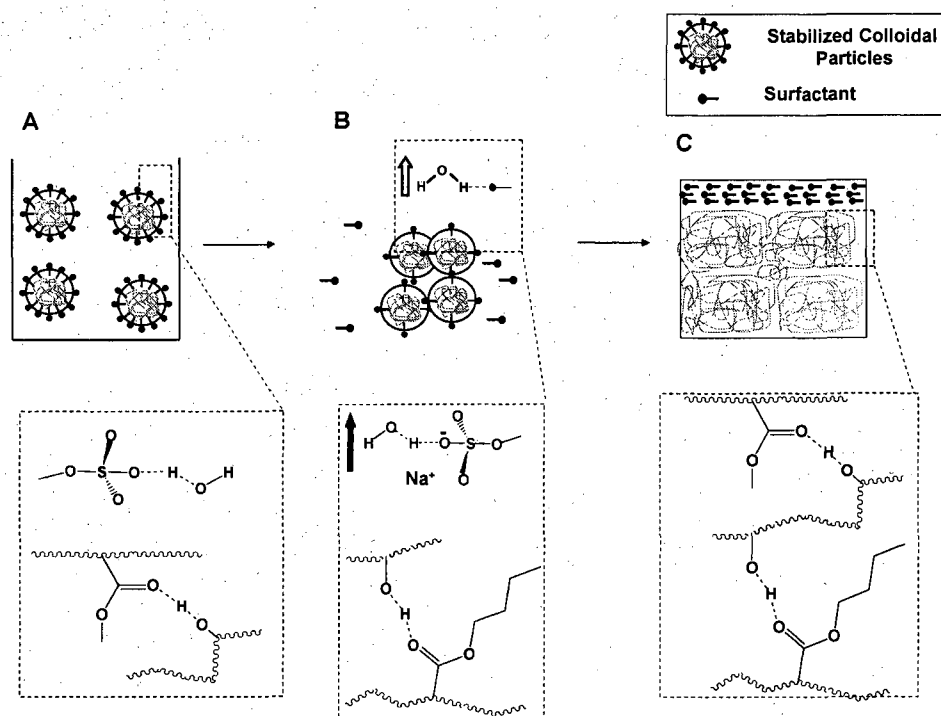 Stabilized Colloidal
Particles
Surfactant
A
B
C
O
H H
O
O S O H
O O H
O
O H
O
H O H O S O
O
Na⁺
O
H
O
O
O
H
O
O
O
H
O
O